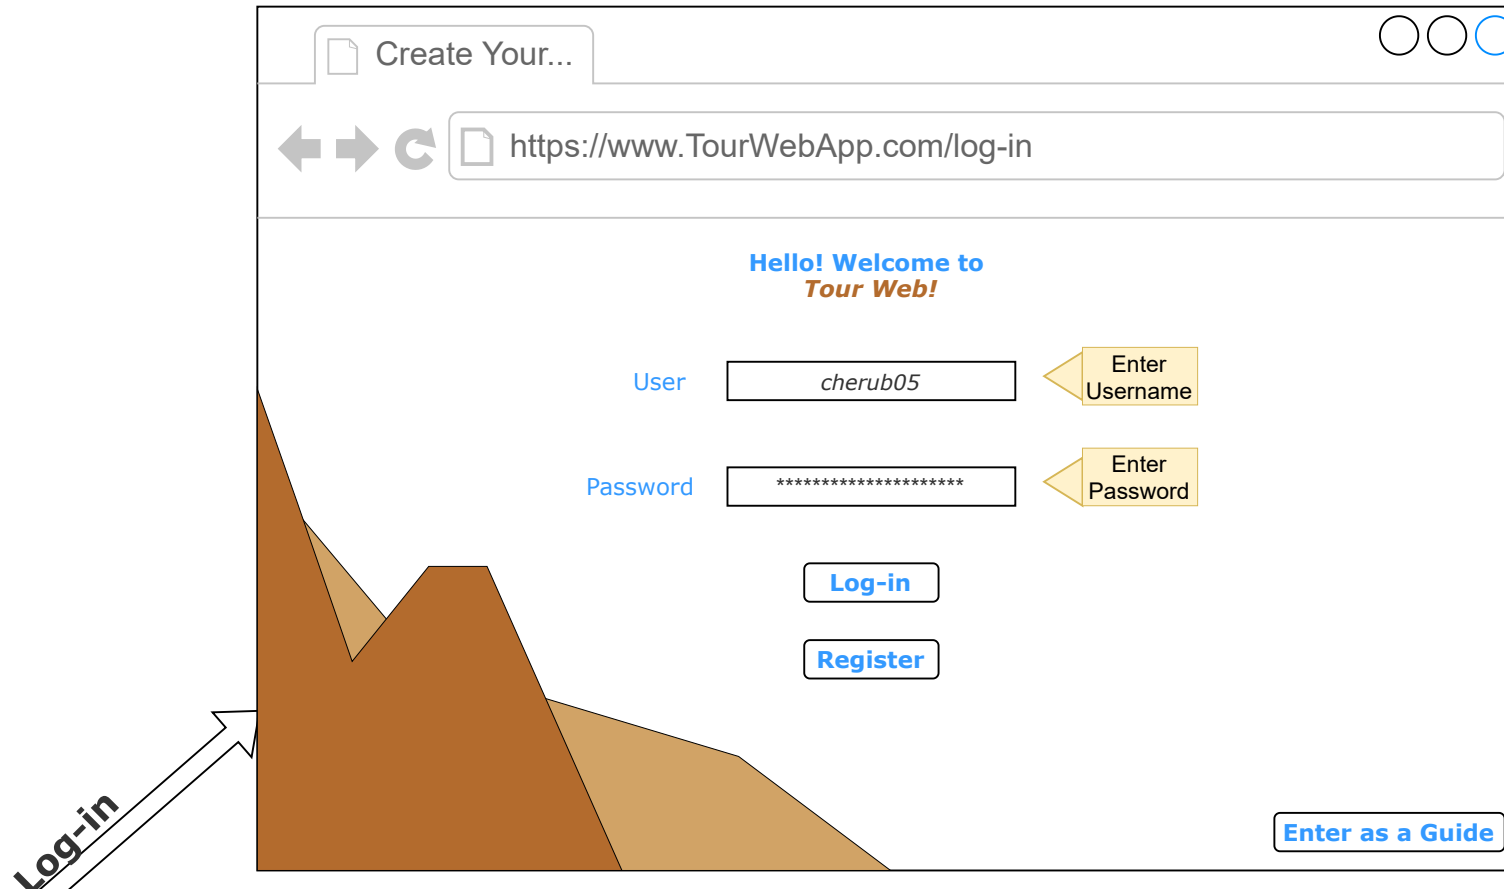 Create Your...
https://www.TourWebApp.com/log-in
Hello! Welcome to
Tour Web!
User
cherub05
Enter
Username
Password
*********************
Enter
Password
Log-in
Register
Log-in
Enter as a Guide